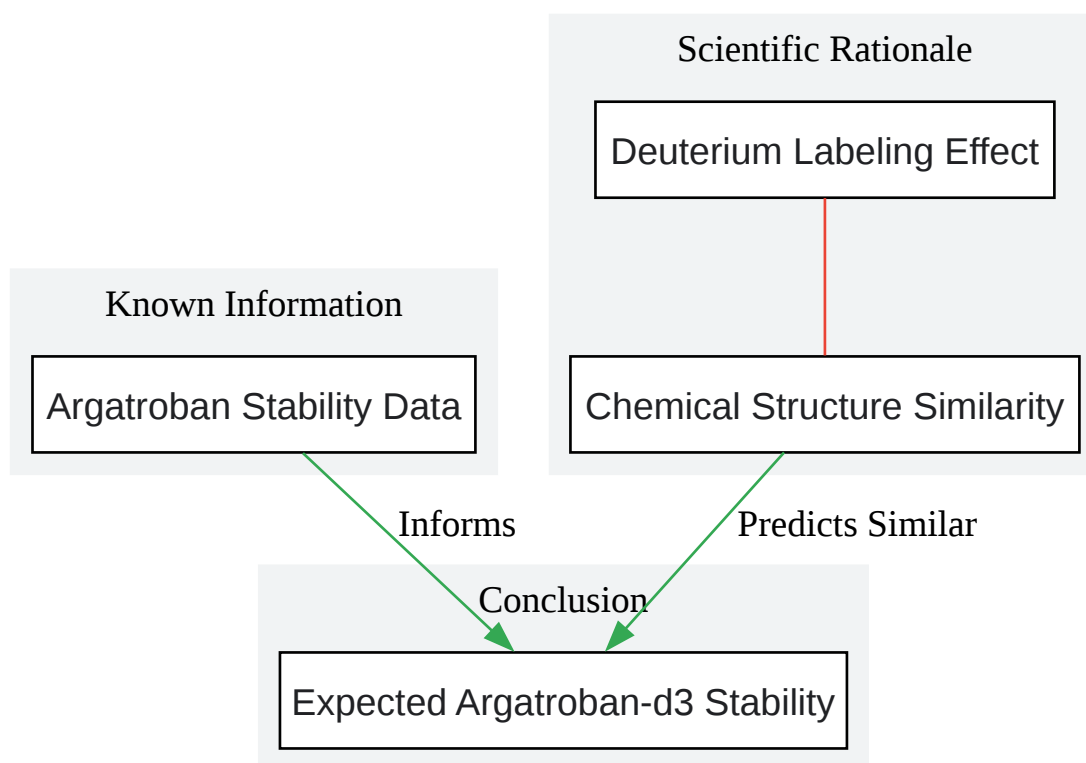 Scientific Rationale
Deuterium Labeling Effect
Known Information
Argatroban Stability Data
Chemical Structure Similarity
Informs
Predicts Similar
Conclusion
Expected Argatroban-d3 Stability